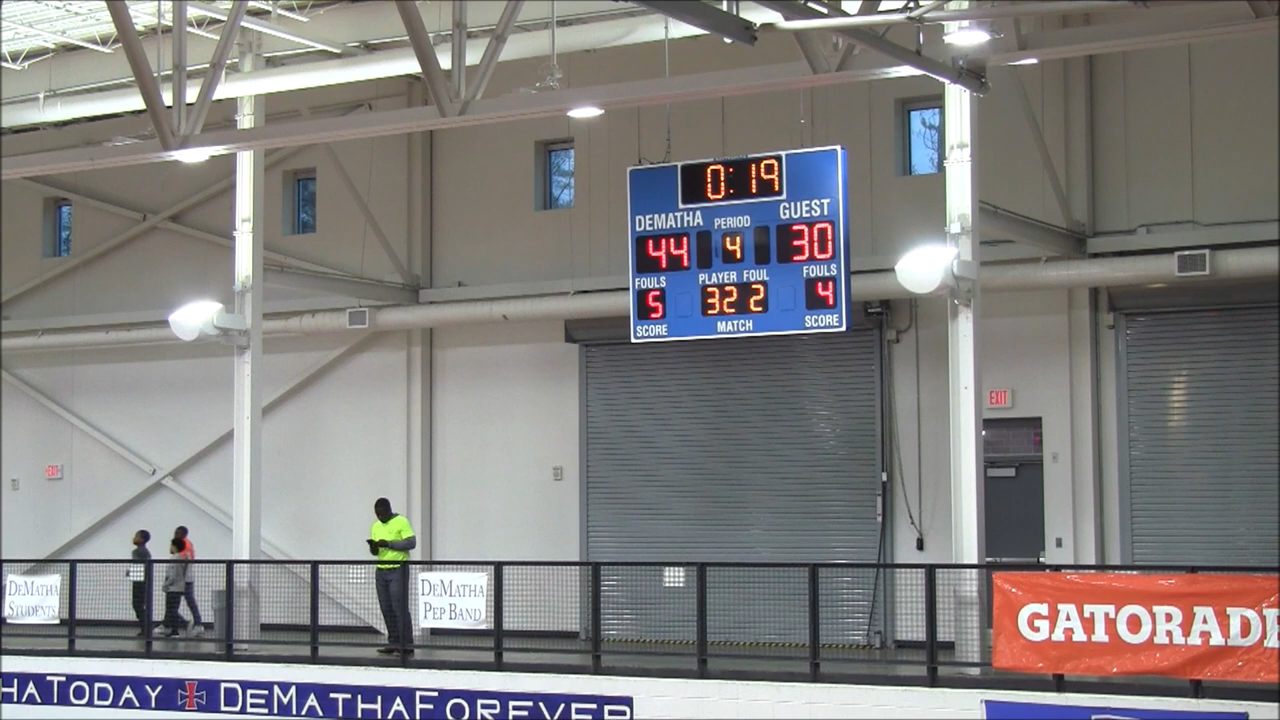 0:19
DEMATHA PERIOD GUEST
44 4 30
FOULS PLAYER FOUL FOULS
5 32 2 4
SCORE MATCH SCORE
EXIT
EXIT
DEMATHA
STUDENTS
DEMATHA
PEP BAND
GATORADE
HATODAY DEMATHAFOREVER